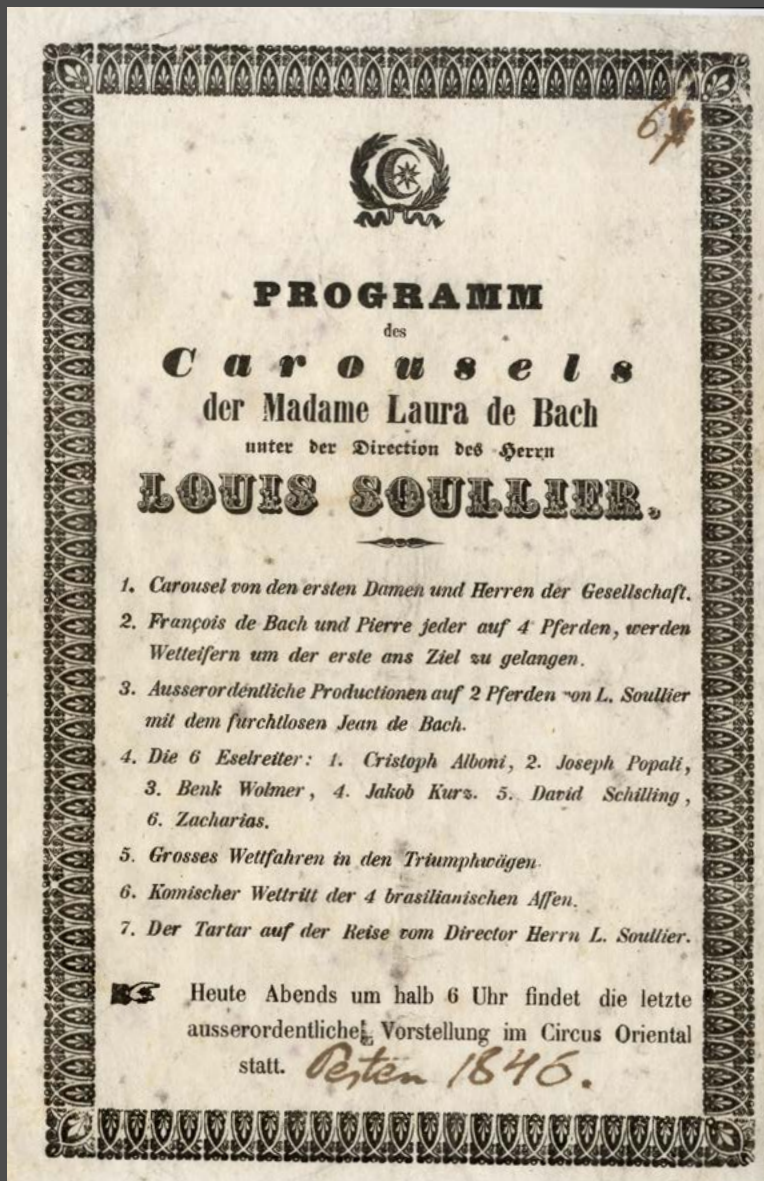 PROGRAMM
des
Carousels
der Madame Laura de Bach
unter der Direction des Herrn
LOUIS SOULLIER.
1. Carousel von den ersten Damen und Herren der Gesellschaft.
2. François de Bach und Pierre jeder auf 4 Pferden, werden
Wetteifern um der erste ans Ziel zu gelangen.
3. Ausserordentliche Productionen auf 2 Pferden von L. Soullier
mit dem furchtlosen Jean de Bach.
4. Die 6 Eselreiter: 1. Cristoph Alboni, 2. Joseph Popali,
3. Benk Wolmer, 4. Jakob Kurz. 5. David Schilling,
6. Zacharias.
5. Grosses Wettfahren in den Triumphwägen.
6. Komischer Wettritt der 4 brasilianischen Affen.
7. Der Tartar auf der Reise vom Director Herrn L. Soullier.
Heute Abends um halb 6 Uhr findet die letzte
ausserordentliche Vorstellung im Circus Oriental
statt. Pesten 1846.